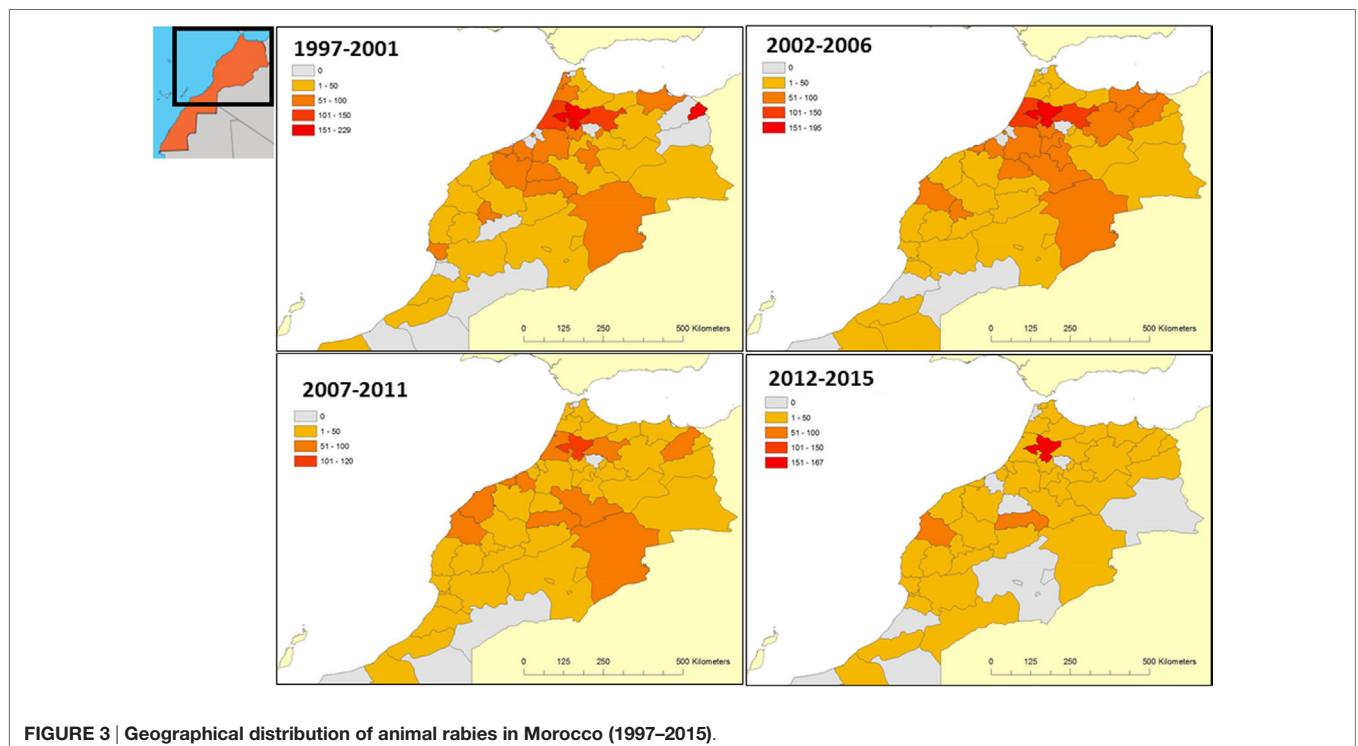 1997-2001
0
1 - 50
51 - 100
101 - 150
151 - 229
0 125 250 500 Kilometers
2002-2006
0
1 - 50
51 - 100
101 - 150
151 - 195
0 125 250 500 Kilometers
2007-2011
0
1 - 50
51 - 100
101 - 120
0 125 250 500 Kilometers
2012-2015
0
1 - 50
51 - 100
101 - 150
151 - 167
0 125 250 500 Kilometers
FIGURE 3 | Geographical distribution of animal rabies in Morocco (1997–2015).